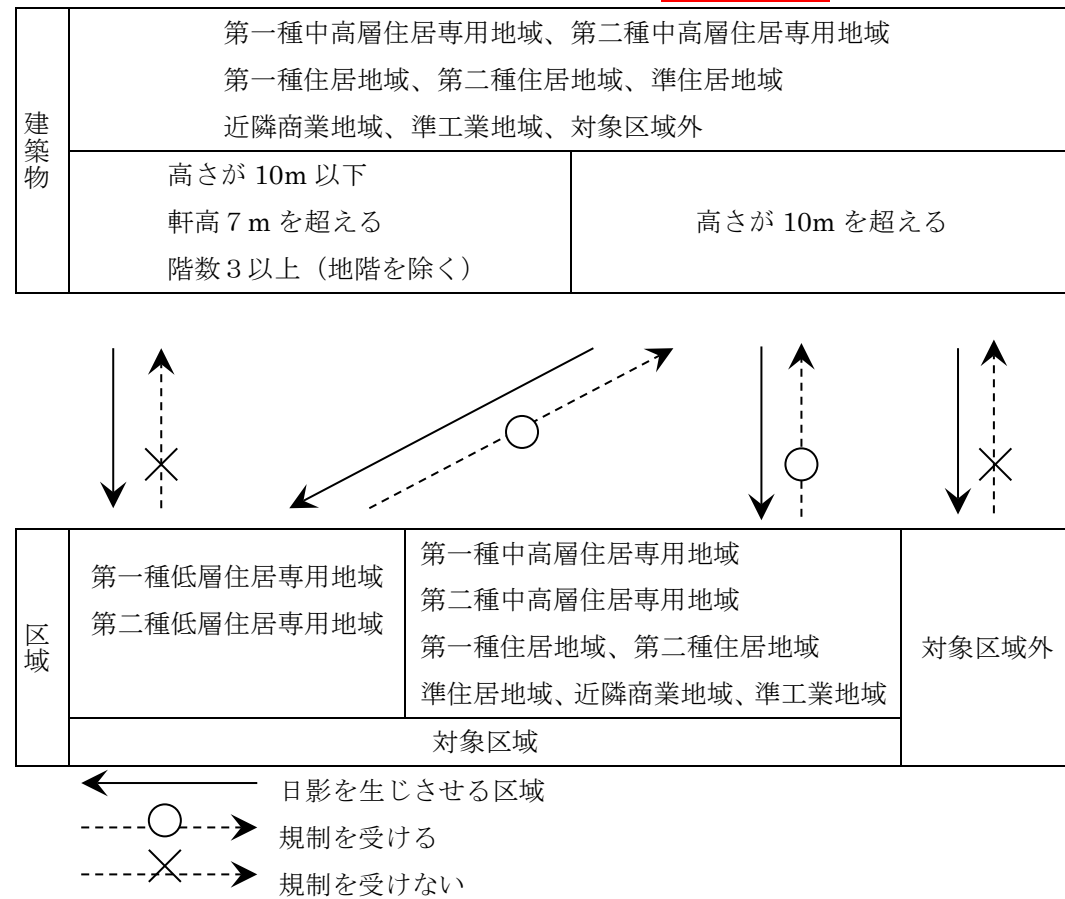 建築物
第一種中高層住居専用地域、第二種中高層住居専用地域
第一種住居地域、第二種住居地域、準住居地域
近隣商業地域、準工業地域、対象区域外
高さが 10m 以下
軒高７ｍを超える
階数３以上（地階を除く）
高さが 10m を超える
区域
第一種低層住居専用地域
第二種低層住居専用地域
第一種中高層住居専用地域
第二種中高層住居専用地域
第一種住居地域、第二種住居地域
準住居地域、近隣商業地域、準工業地域
対象区域外
対象区域
日影を生じさせる区域
規制を受ける
規制を受けない